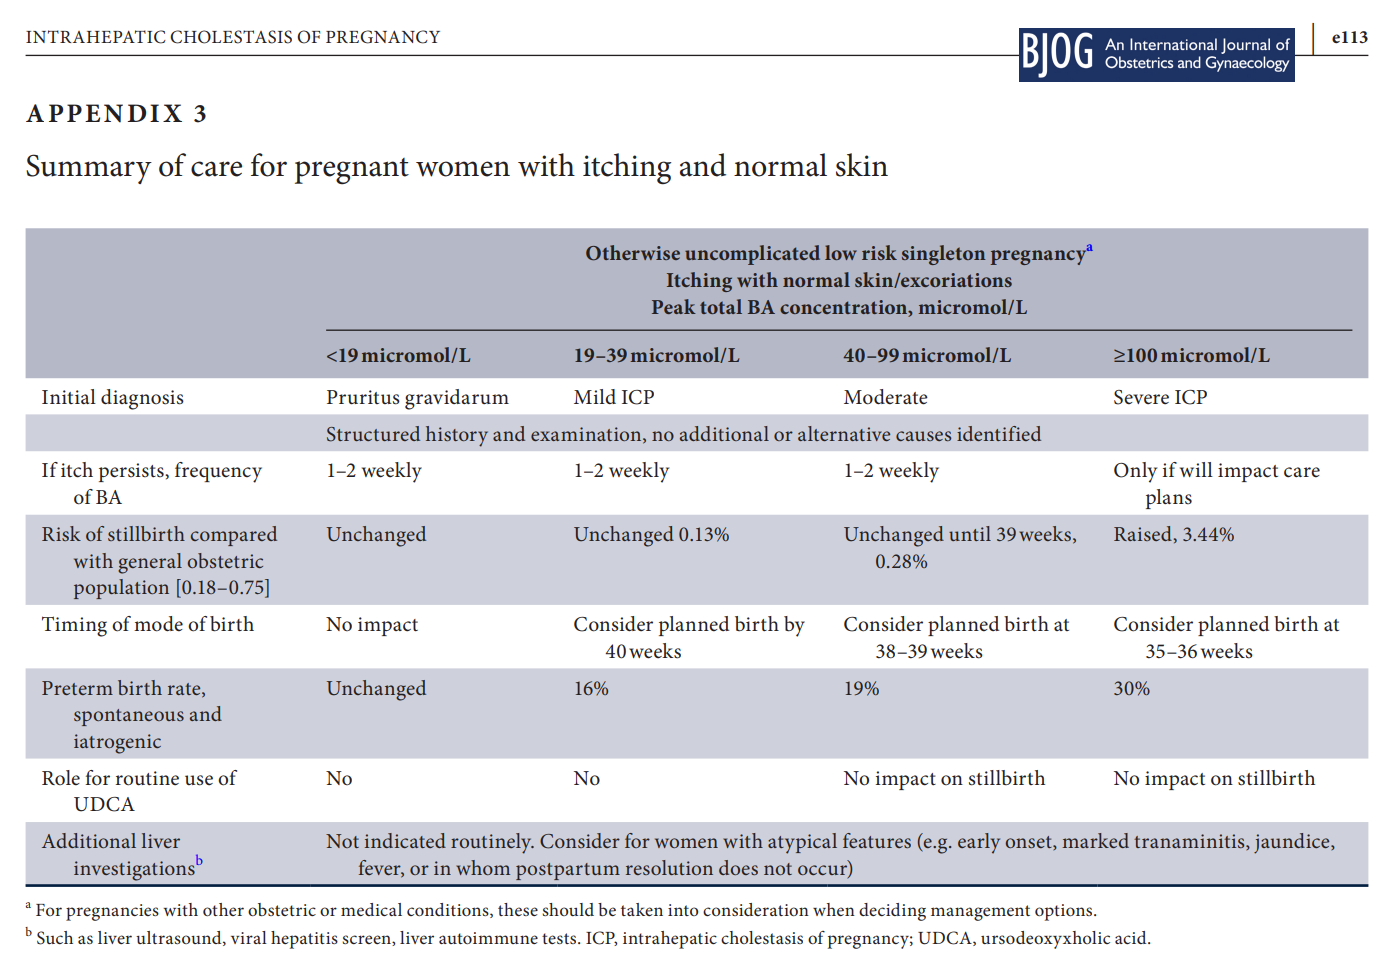 INTRAHEPATIC CHOLESTASIS OF PREGNANCY
BJOG An International Journal of
Obstetrics and Gynaecology
e113
APPENDIX 3
Summary of care for pregnant women with itching and normal skin
Otherwise uncomplicated low risk singleton pregnancyᵃ
Itching with normal skin/excoriations
Peak total BA concentration, micromol/L
<19 micromol/L 19–39 micromol/L 40–99 micromol/L ≥100 micromol/L
Initial diagnosis Pruritus gravidarum Mild ICP Moderate Severe ICP
Structured history and examination, no additional or alternative causes identified
If itch persists, frequency 1–2 weekly 1–2 weekly 1–2 weekly Only if will impact care
of BA plans
Risk of stillbirth compared Unchanged Unchanged 0.13% Unchanged until 39 weeks, Raised, 3.44%
with general obstetric 0.28%
population [0.18–0.75]
Timing of mode of birth No impact Consider planned birth by Consider planned birth at Consider planned birth at
40 weeks 38–39 weeks 35–36 weeks
Preterm birth rate, Unchanged 16% 19% 30%
spontaneous and
iatrogenic
Role for routine use of No No No impact on stillbirth No impact on stillbirth
UDCA
Additional liver Not indicated routinely. Consider for women with atypical features (e.g. early onset, marked tranaminitis, jaundice,
investigationsᵇ fever, or in whom postpartum resolution does not occur)
ᵃ For pregnancies with other obstetric or medical conditions, these should be taken into consideration when deciding management options.
ᵇ Such as liver ultrasound, viral hepatitis screen, liver autoimmune tests. ICP, intrahepatic cholestasis of pregnancy; UDCA, ursodeoxyxholic acid.